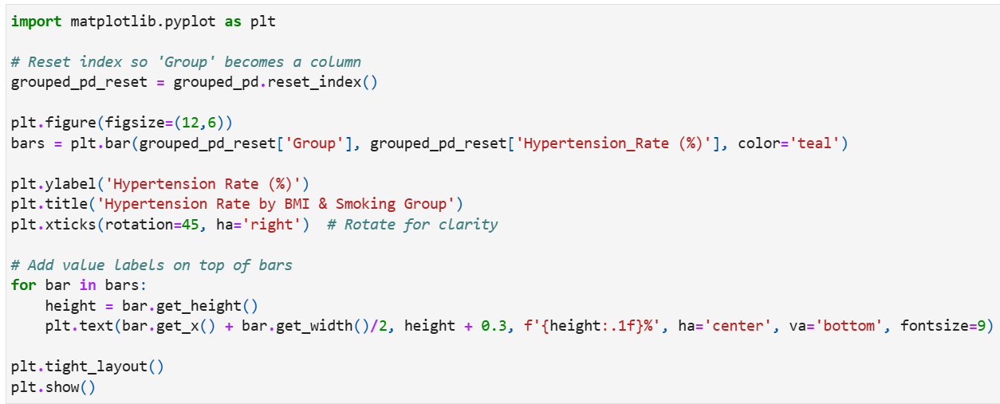 import matplotlib.pyplot as plt
# Reset index so 'Group' becomes a column
grouped_pd_reset = grouped_pd.reset_index()
plt.figure(figsize=(12,6))
bars = plt.bar(grouped_pd_reset['Group'], grouped_pd_reset['Hypertension_Rate (%)'], color='teal')
plt.ylabel('Hypertension Rate (%)')
plt.title('Hypertension Rate by BMI & Smoking Group')
plt.xticks(rotation=45, ha='right')  # Rotate for clarity
# Add value labels on top of bars
for bar in bars:
    height = bar.get_height()
    plt.text(bar.get_x() + bar.get_width()/2, height + 0.3, f'{height:.1f}%', ha='center', va='bottom', fontsize=9)
plt.tight_layout()
plt.show()